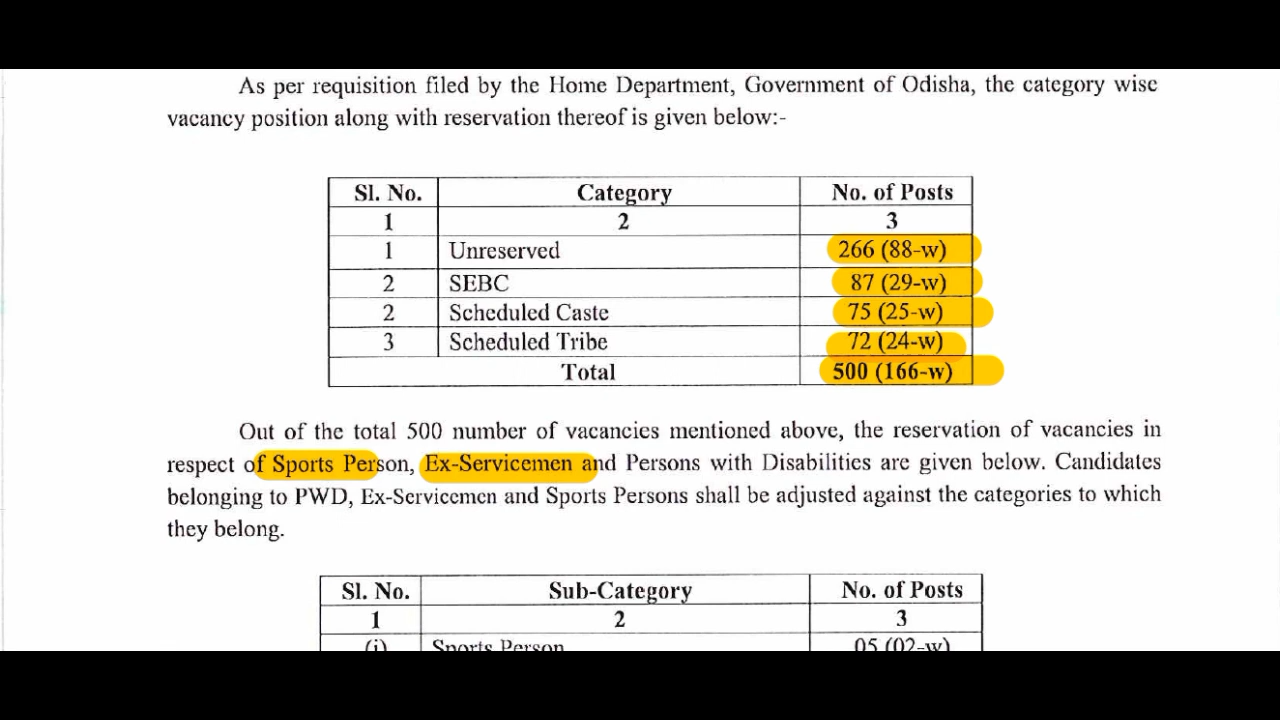 As per requisition filed by the Home Department, Government of Odisha, the category wise
vacancy position along with reservation thereof is given below:-
Sl. No. Category No. of Posts
1 2 3
1 Unreserved 266 (88-w)
2 SEBC 87 (29-w)
2 Scheduled Caste 75 (25-w)
3 Scheduled Tribe 72 (24-w)
Total 500 (166-w)
Out of the total 500 number of vacancies mentioned above, the reservation of vacancies in
respect of Sports Person, Ex-Servicemen and Persons with Disabilities are given below. Candidates
belonging to PWD, Ex-Servicemen and Sports Persons shall be adjusted against the categories to which
they belong.
Sl. No. Sub-Category No. of Posts
1 2 3
(i) Sports Person 05 (02-w)